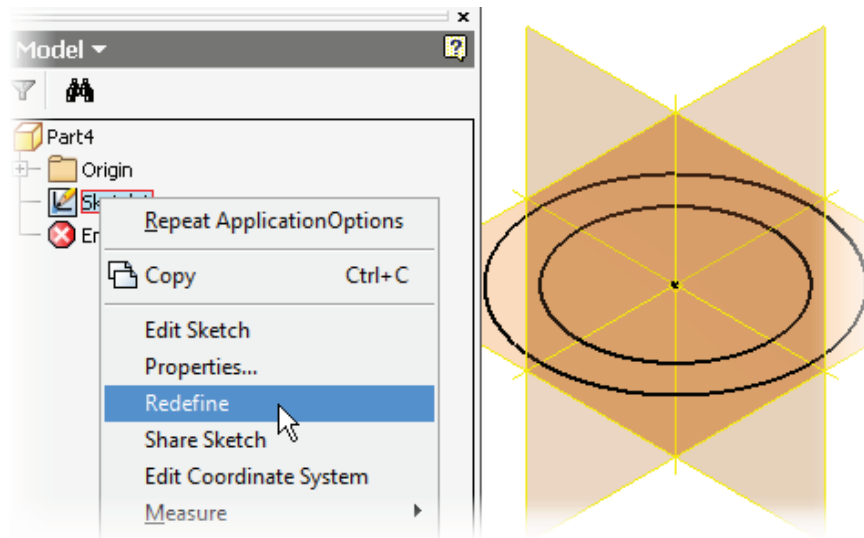 Model
Part4
Origin
Repeat ApplicationOptions
Copy Ctrl+C
Edit Sketch
Properties...
Redefine
Share Sketch
Edit Coordinate System
Measure